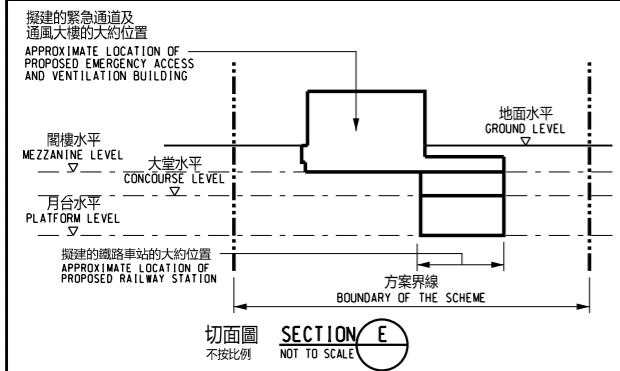 擬建的緊急通道及
通風大樓的大約位置
APPROXIMATE LOCATION OF
PROPOSED EMERGENCY ACCESS
AND VENTILATION BUILDING
地面水平
GROUND LEVEL
閣樓水平
MEZZANINE LEVEL
大堂水平
CONCOURSE LEVEL
月台水平
PLATFORM LEVEL
擬建的鐵路車站的大約位置
APPROXIMATE LOCATION OF
PROPOSED RAILWAY STATION
方案界線
BOUNDARY OF THE SCHEME
切面圖 SECTION E
不按比例 NOT TO SCALE